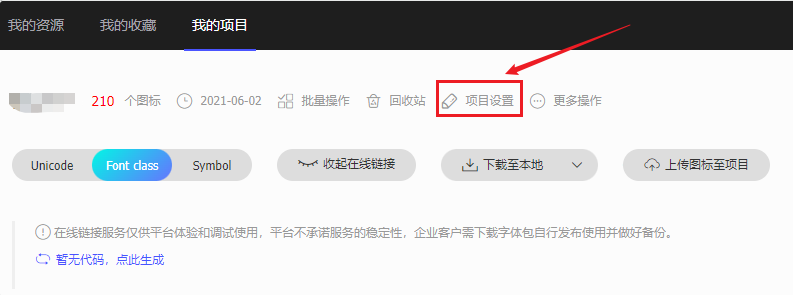 我的资源 我的收藏 我的项目
210 个图标 2021-06-02 批量操作 回收站 项目设置 更多操作
Unicode Font class Symbol 收起在线链接 下载至本地 上传图标至项目
在线链接服务仅供平台体验和调试使用，平台不承诺服务的稳定性，企业客户需下载字体包自行发布使用并做好备份。
暂无代码，点此生成